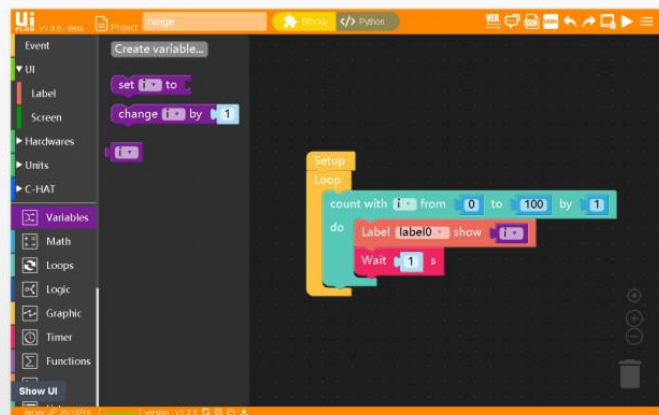 Ui
FLOW V1.3.5 - Beta Project range Blockly </> Python
Event
UI
Label
Screen
Hardwares
Units
C-HAT
Variables
Math
Loops
Logic
Graphic
Timer
Functions
Show UI
Create variable...
set i to
change i by 1
i
Setup
Loop
count with i from 0 to 100 by 1
do Label label0 show i
Wait 1 s